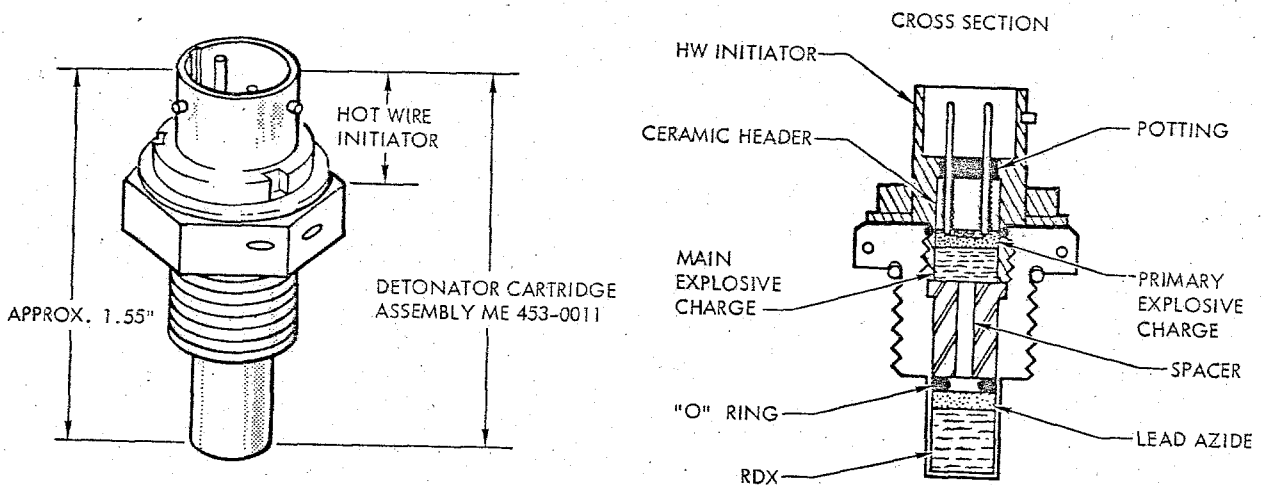 HOT WIRE
INITIATOR
APPROX. 1.55"
DETONATOR CARTRIDGE
ASSEMBLY ME 453-0011
CROSS SECTION
HW INITIATOR
CERAMIC HEADER
POTTING
MAIN
EXPLOSIVE
CHARGE
PRIMARY
EXPLOSIVE
CHARGE
SPACER
"O" RING
LEAD AZIDE
RDX